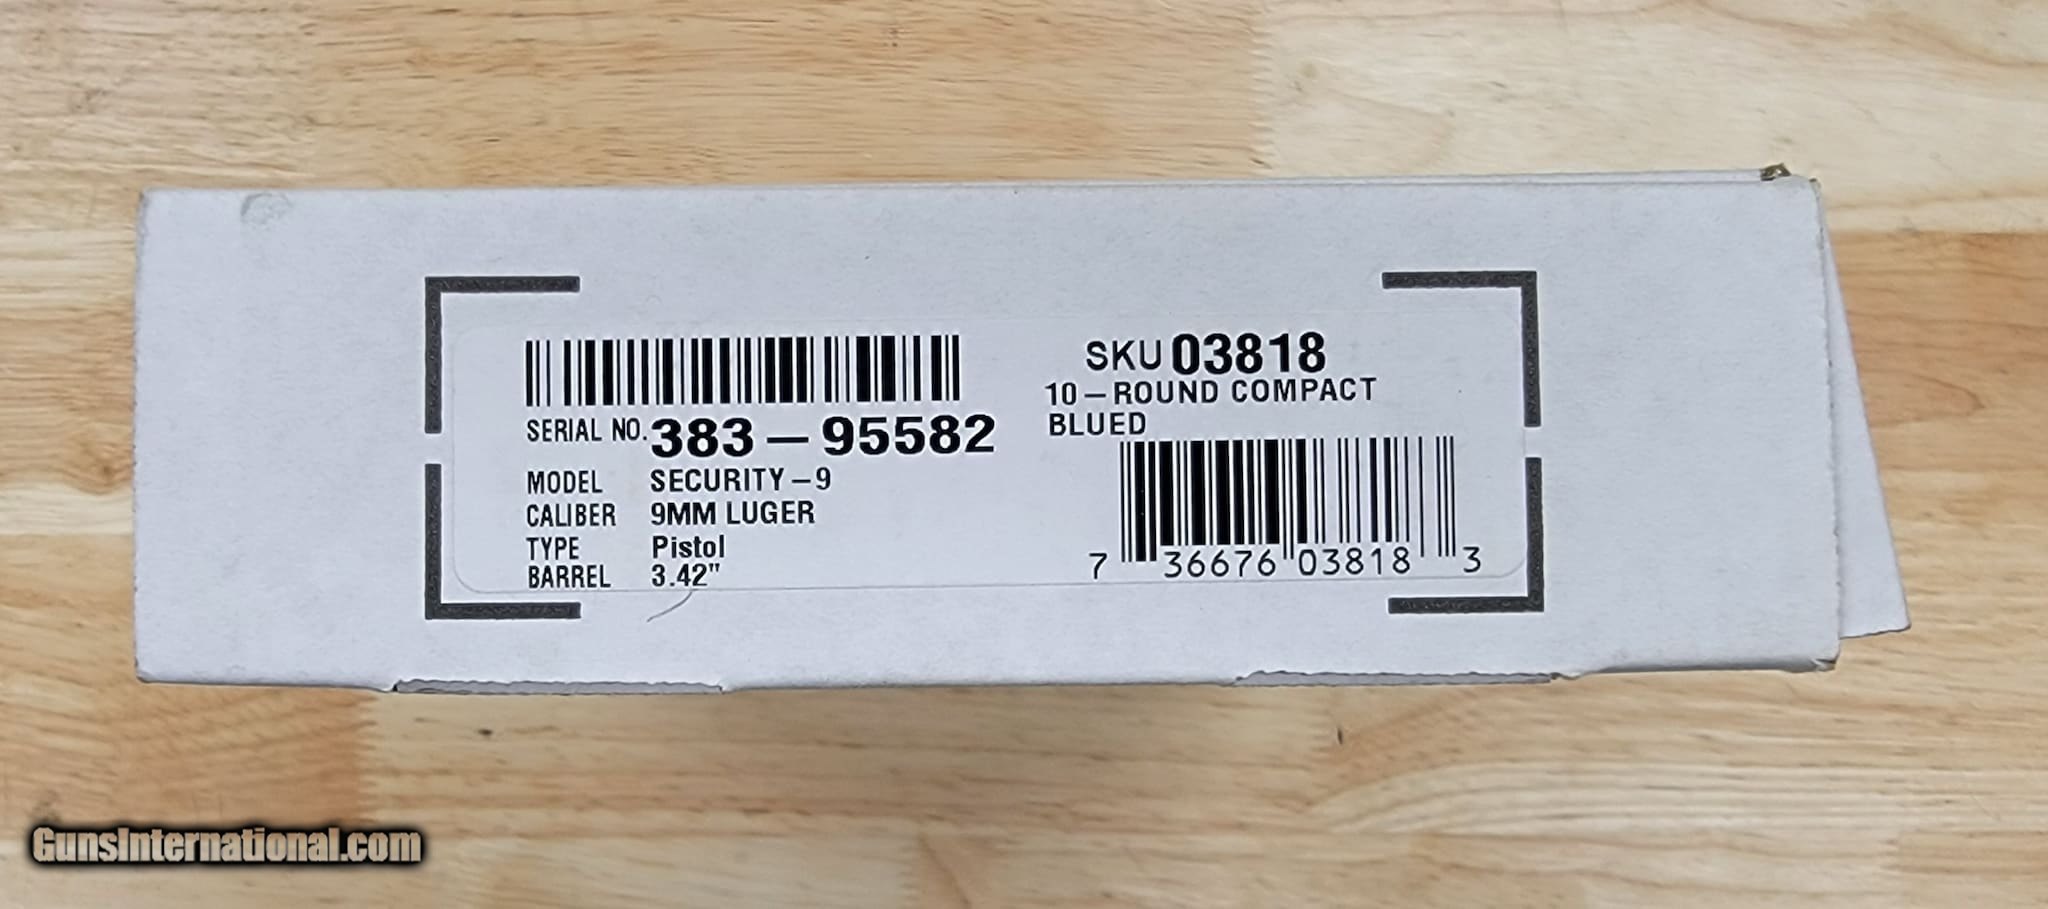 SERIAL NO. 383-95582
MODEL SECURITY-9
CALIBER 9MM LUGER
TYPE Pistol
BARREL 3.42"
SKU 03818
10-ROUND COMPACT
BLUED
7 36676 03818 3
GunsInternational.com